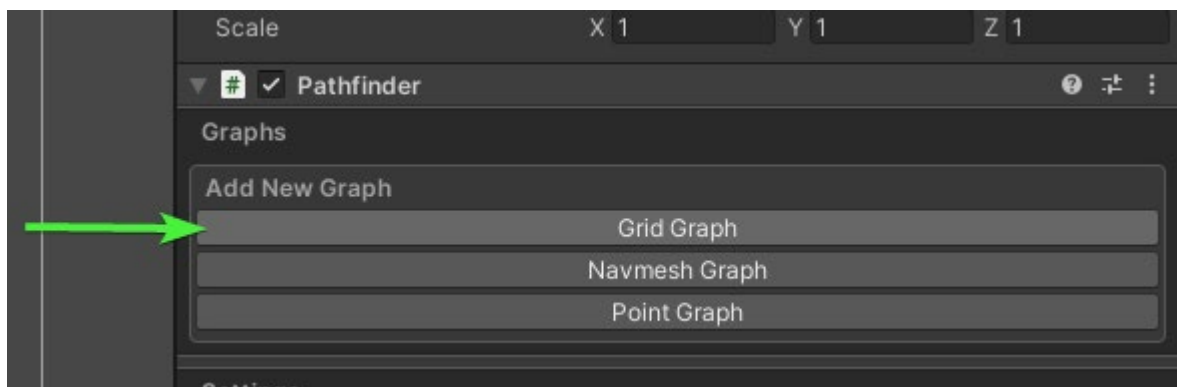 Scale X 1 Y 1 Z 1
# Pathfinder
Graphs
Add New Graph
Grid Graph
Navmesh Graph
Point Graph